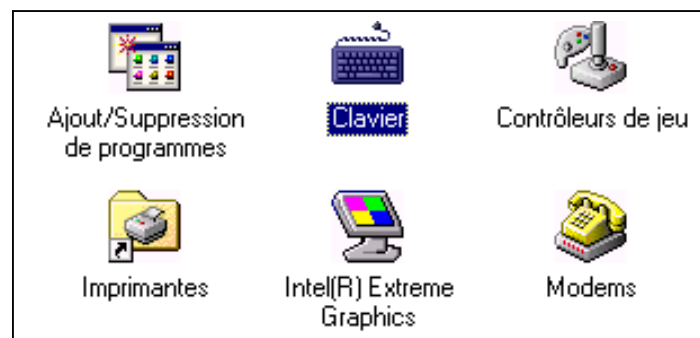 Ajout/Suppression
de programmes
Clavier
Contrôleurs de jeu
Imprimantes
Intel(R) Extreme
Graphics
Modems